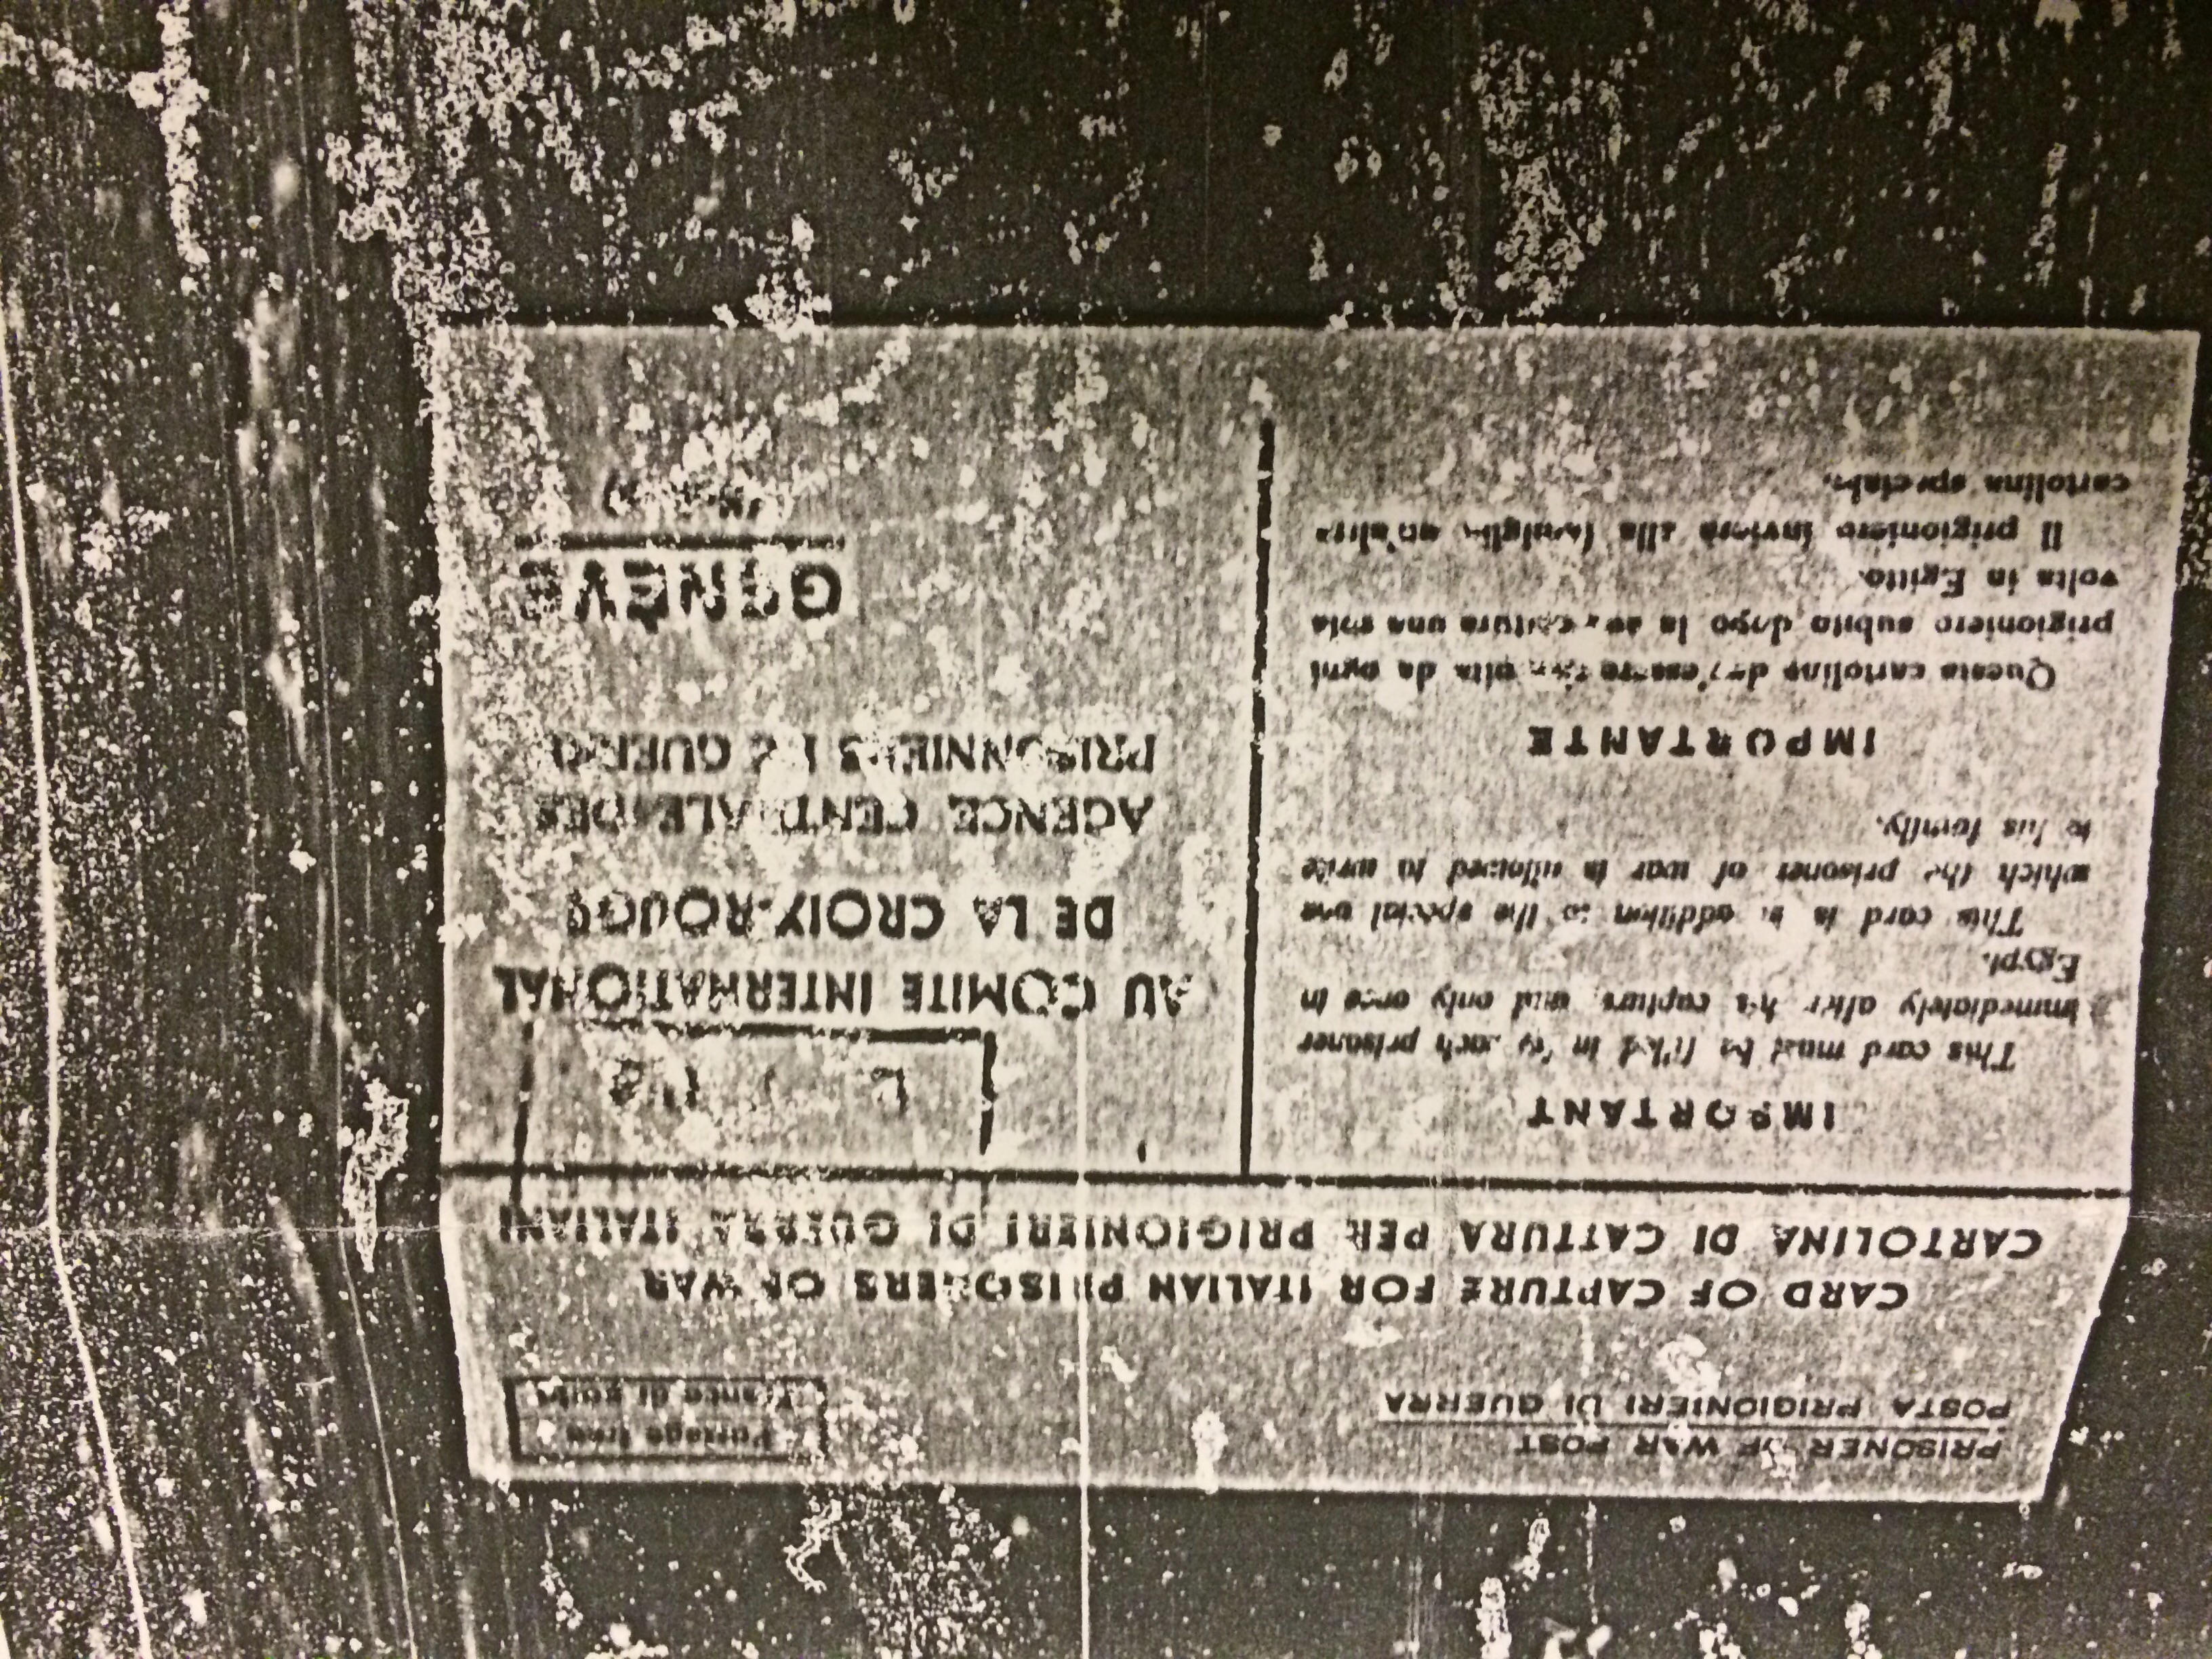 PRISONER OF WAR POST
POSTA PRIGIONIERI DI GUERRA
Postage free
Franco di posta
CARD OF CAPTURE FOR ITALIAN PRISONERS OF WAR
CARTOLINA DI CATTURA PER PRIGIONIERI DI GUERRA ITALIANI
IMPORTANT
This card must be filled in by each prisoner
immediately after his capture, and only once in
Egypt.
This card is in addition to the special one
which the prisoner of war is allowed to write
to his family.
IMPORTANTE
Questa cartolina dev'essere riempita da ogni
prigioniero subito dopo la sua cattura una sola
volta in Egitto.
Il prigioniero invierà alla famiglia un'altra
cartolina speciale.
AU COMITE INTERNATIONAL
DE LA CROIX-ROUGE
AGENCE CENTRALE DES
PRISONNIERS DE GUERRE
GENÈVE